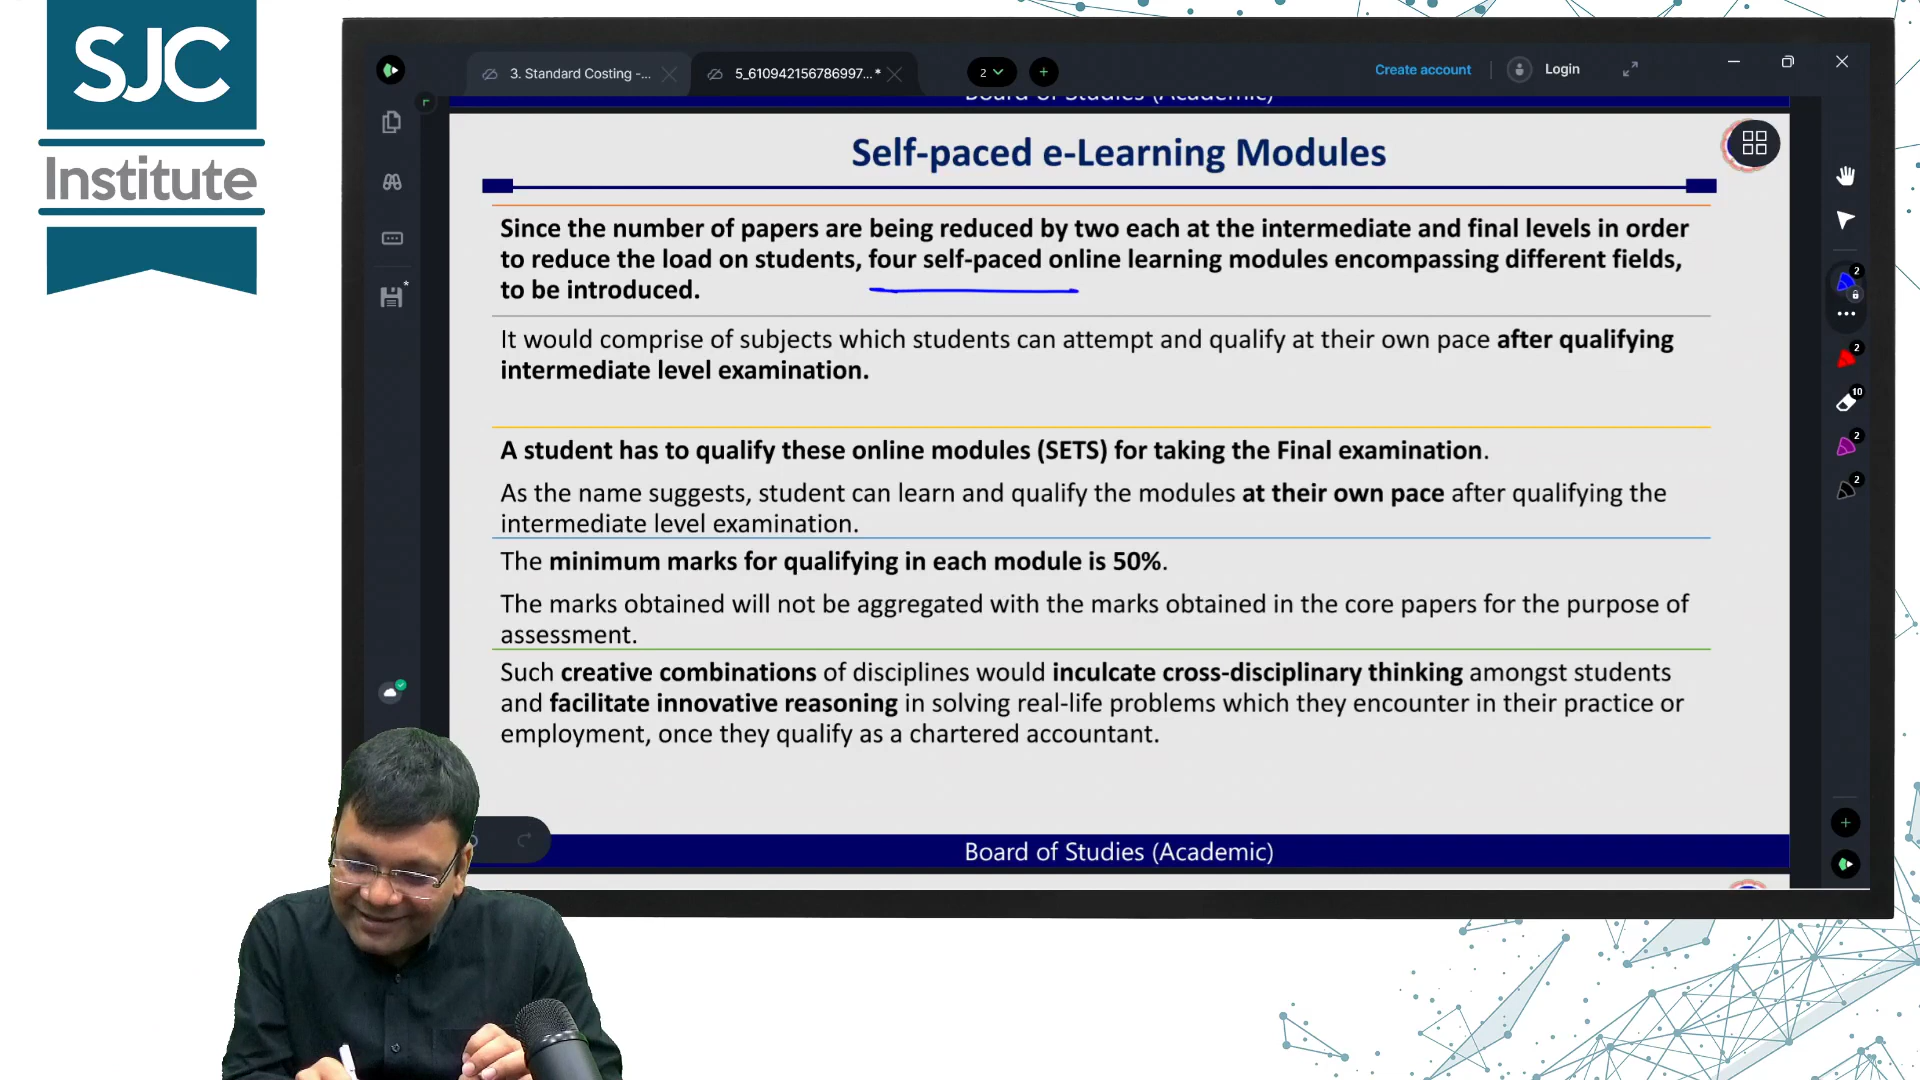 SJC
Institute
3. Standard Costing -...
5_610942156786997... *
2
Create account
Login
Board of Studies (Academic)
Self-paced e-Learning Modules
Since the number of papers are being reduced by two each at the intermediate and final levels in order
to reduce the load on students, four self-paced online learning modules encompassing different fields,
to be introduced.
It would comprise of subjects which students can attempt and qualify at their own pace after qualifying
intermediate level examination.
A student has to qualify these online modules (SETS) for taking the Final examination.
As the name suggests, student can learn and qualify the modules at their own pace after qualifying the
intermediate level examination.
The minimum marks for qualifying in each module is 50%.
The marks obtained will not be aggregated with the marks obtained in the core papers for the purpose of
assessment.
Such creative combinations of disciplines would inculcate cross-disciplinary thinking amongst students
and facilitate innovative reasoning in solving real-life problems which they encounter in their practice or
employment, once they qualify as a chartered accountant.
Board of Studies (Academic)
2
2
10
2
2